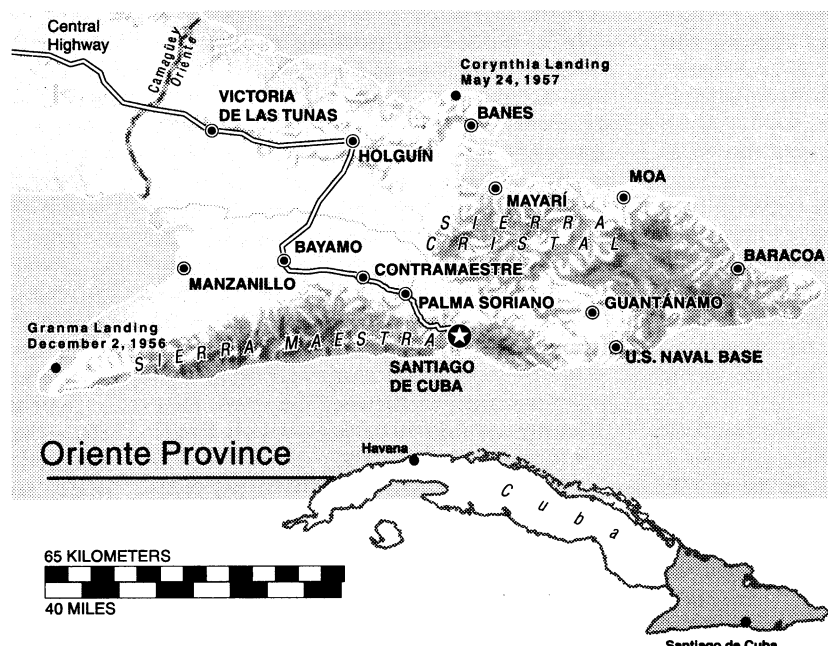 Central
Highway
Camagüey
Oriente
Corynthia Landing
May 24, 1957
VICTORIA
DE LAS TUNAS
BANES
HOLGUÍN
MOA
MAYARÍ
SIERRA
CRISTAL
BAYAMO
BARACOA
CONTRAMAESTRE
MANZANILLO
PALMA SORIANO
GUANTÁNAMO
Granma Landing
December 2, 1956
SIERRA MAESTRA
U.S. NAVAL BASE
SANTIAGO
DE CUBA
Oriente Province
Havana
Cuba
65 KILOMETERS
40 MILES
Santiago de Cuba